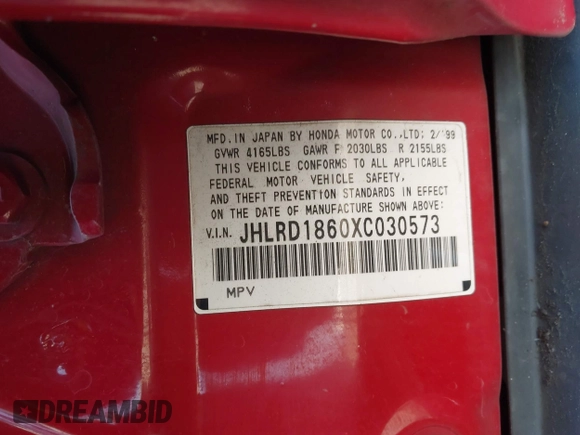 MFD. IN JAPAN BY HONDA MOTOR CO., LTD: 2/'99
GVWR 4165LBS GAWR F 2030LBS R 2155LBS
THIS VEHICLE CONFORMS TO ALL APPLICABLE
FEDERAL MOTOR VEHICLE SAFETY,
AND THEFT PREVENTION STANDARDS IN EFFECT
ON THE DATE OF MANUFACTURE SHOWN ABOVE:
V.I.N. JHLRD1860XC030573
MPV
DREAMBID